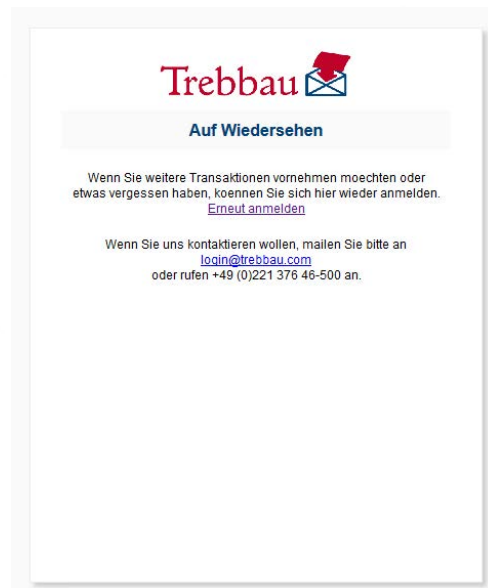 Trebbau
Auf Wiedersehen
Wenn Sie weitere Transaktionen vornehmen moechten oder
etwas vergessen haben, koennen Sie sich hier wieder anmelden.
Erneut anmelden
Wenn Sie uns kontaktieren wollen, mailen Sie bitte an
login@trebbau.com
oder rufen +49 (0)221 376 46-500 an.